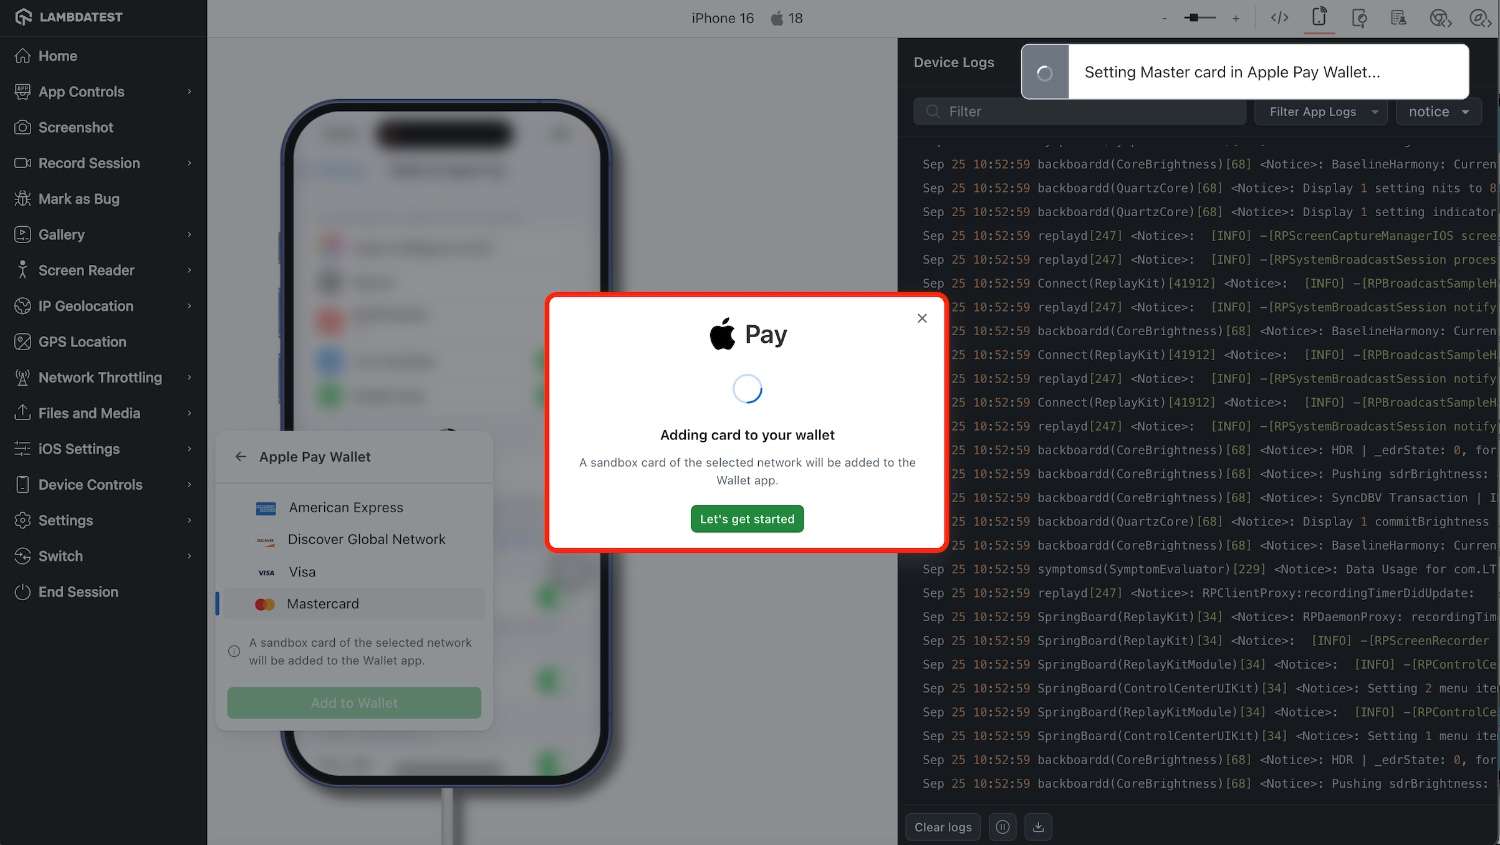 LAMBDATEST
iPhone 16 18
- +
Home
App Controls
Screenshot
Record Session
Mark as Bug
Gallery
Screen Reader
IP Geolocation
GPS Location
Network Throttling
Files and Media
iOS Settings
Device Controls
Settings
Switch
End Session
Apple Pay Wallet
American Express
Discover Global Network
VISA Visa
Mastercard
A sandbox card of the selected network
will be added to the Wallet app.
Add to Wallet
Pay
Adding card to your wallet
A sandbox card of the selected network will be added to the
Wallet app.
Let's get started
Device Logs
Setting Master card in Apple Pay Wallet...
Filter
Filter App Logs
notice
Sep 25 10:52:59 backboardd(CoreBrightness)[68] <Notice>: BaselineHarmony: Curren
Sep 25 10:52:59 backboardd(QuartzCore)[68] <Notice>: Display 1 setting nits to 8
Sep 25 10:52:59 backboardd(QuartzCore)[68] <Notice>: Display 1 setting indicator
Sep 25 10:52:59 replayd[247] <Notice>: [INFO] -[RPScreenCaptureManagerIOS scree
Sep 25 10:52:59 replayd[247] <Notice>: [INFO] -[RPSystemBroadcastSession proces
Sep 25 10:52:59 Connect(ReplayKit)[41912] <Notice>: [INFO] -[RPBroadcastSampleH
Sep 25 10:52:59 replayd[247] <Notice>: [INFO] -[RPSystemBroadcastSession notify
Sep 25 10:52:59 backboardd(CoreBrightness)[68] <Notice>: BaselineHarmony: Curren
Sep 25 10:52:59 Connect(ReplayKit)[41912] <Notice>: [INFO] -[RPBroadcastSampleH
Sep 25 10:52:59 replayd[247] <Notice>: [INFO] -[RPSystemBroadcastSession notify
Sep 25 10:52:59 Connect(ReplayKit)[41912] <Notice>: [INFO] -[RPBroadcastSampleH
Sep 25 10:52:59 replayd[247] <Notice>: [INFO] -[RPSystemBroadcastSession notify
Sep 25 10:52:59 backboardd(CoreBrightness)[68] <Notice>: HDR | _edrState: 0, for
Sep 25 10:52:59 backboardd(CoreBrightness)[68] <Notice>: Pushing sdrBrightness:
Sep 25 10:52:59 backboardd(CoreBrightness)[68] <Notice>: SyncDBV Transaction | I
Sep 25 10:52:59 backboardd(QuartzCore)[68] <Notice>: Display 1 commitBrightness
Sep 25 10:52:59 backboardd(CoreBrightness)[68] <Notice>: BaselineHarmony: Curren
Sep 25 10:52:59 symptomsd(SymptomEvaluator)[229] <Notice>: Data Usage for com.LT
Sep 25 10:52:59 replayd[247] <Notice>: RPClientProxy:recordingTimerDidUpdate:
Sep 25 10:52:59 SpringBoard(ReplayKit)[34] <Notice>: RPDaemonProxy: recordingTim
Sep 25 10:52:59 SpringBoard(ReplayKit)[34] <Notice>: [INFO] -[RPScreenRecorder
Sep 25 10:52:59 SpringBoard(ReplayKitModule)[34] <Notice>: [INFO] -[RPControlCe
Sep 25 10:52:59 SpringBoard(ControlCenterUIKit)[34] <Notice>: Setting 2 menu ite
Sep 25 10:52:59 SpringBoard(ReplayKitModule)[34] <Notice>: [INFO] -[RPControlCe
Sep 25 10:52:59 SpringBoard(ControlCenterUIKit)[34] <Notice>: Setting 1 menu ite
Sep 25 10:52:59 backboardd(CoreBrightness)[68] <Notice>: HDR | _edrState: 0, for
Sep 25 10:52:59 backboardd(CoreBrightness)[68] <Notice>: Pushing sdrBrightness:
Clear logs